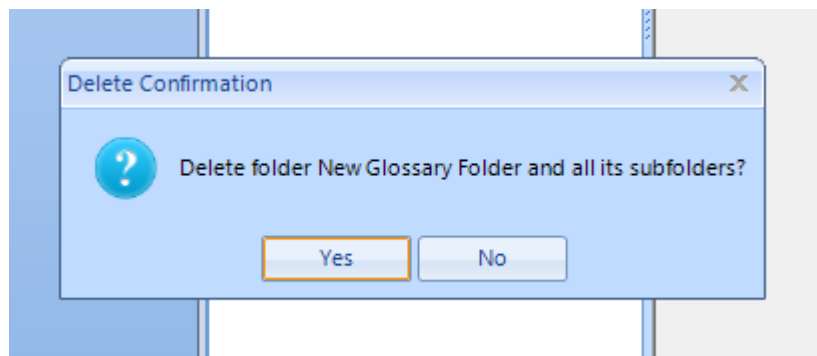 Delete Confirmation
Delete folder New Glossary Folder and all its subfolders?
Yes
No